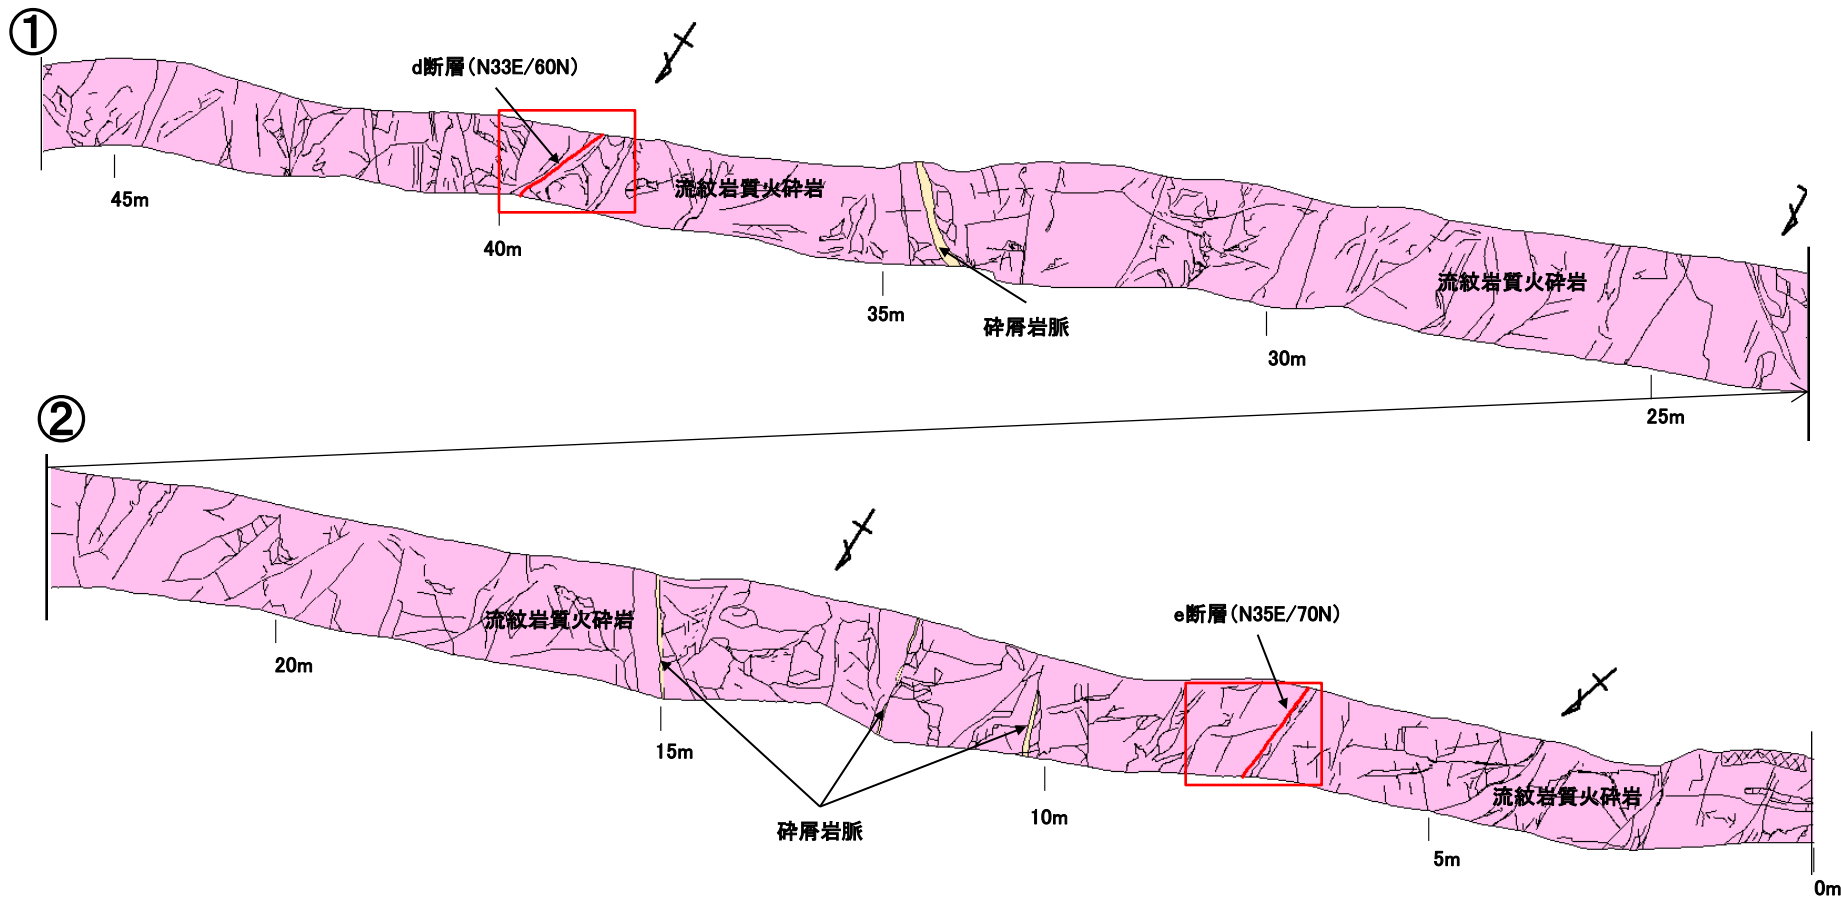 ①
d断層(N33E/60N)
流紋岩質火砕岩
45m
40m
35m
砕屑岩脈
流紋岩質火砕岩
30m
25m
②
流紋岩質火砕岩
e断層(N35E/70N)
20m
15m
砕屑岩脈
10m
流紋岩質火砕岩
5m
0m